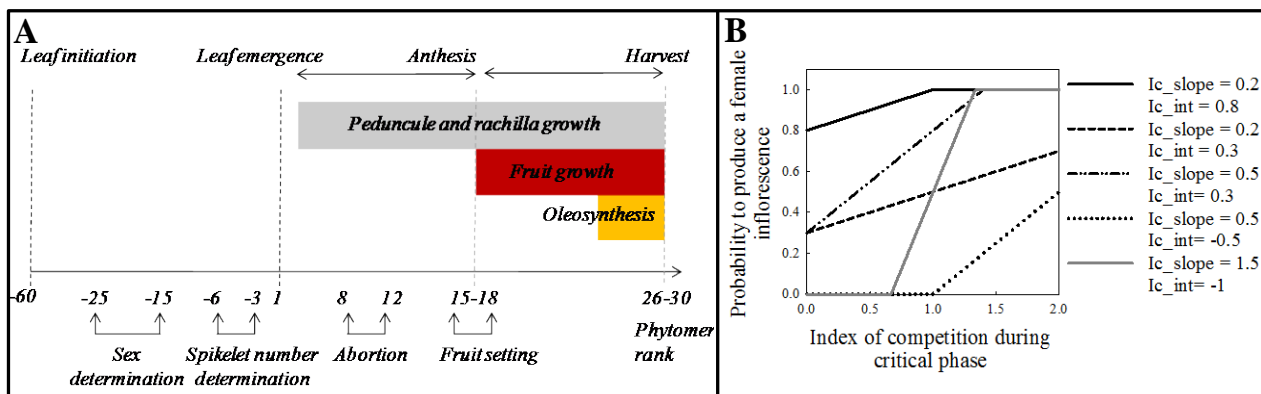 A
Leaf initiation Leaf emergence Anthesis Harvest
Peduncule and rachilla growth
Fruit growth
Oleosynthesis
-60 -25 -15 -6 -3 1 8 12 15-18 26-30
Sex determination
Spikelet number determination
Abortion
Fruit setting
Phytomer rank
B
Probability to produce a female inflorescence
1.0
0.8
0.6
0.4
0.2
0.0
0.0 0.5 1.0 1.5 2.0
Index of competition during
critical phase
Ic_slope = 0.2
Ic_int = 0.8
Ic_slope = 0.2
Ic_int = 0.3
Ic_slope = 0.5
Ic_int= 0.3
Ic_slope = 0.5
Ic_int= -0.5
Ic_slope = 1.5
Ic_int= -1